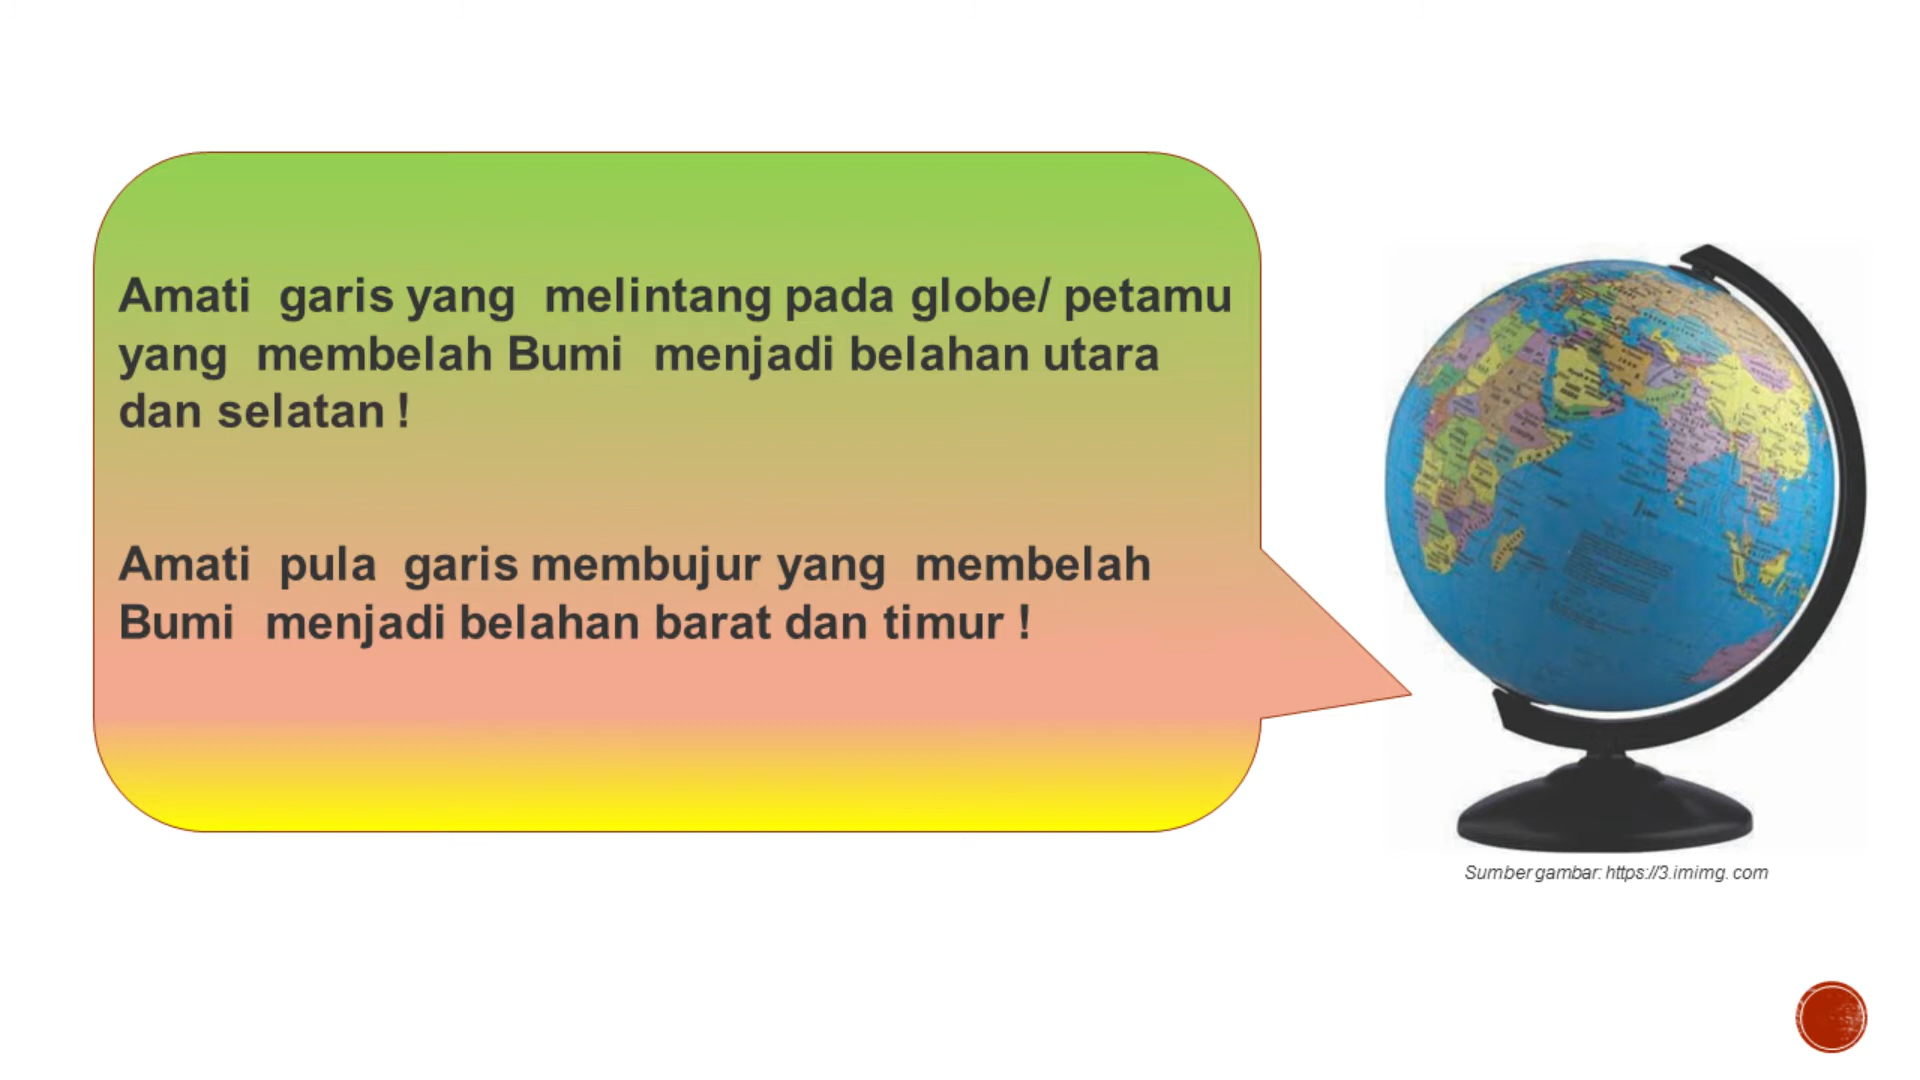 Amati garis yang melintang pada globe/ petamu
yang membelah Bumi menjadi belahan utara
dan selatan !
Amati pula garis membujur yang membelah
Bumi menjadi belahan barat dan timur !
Sumber gambar: https://3.imimg. com